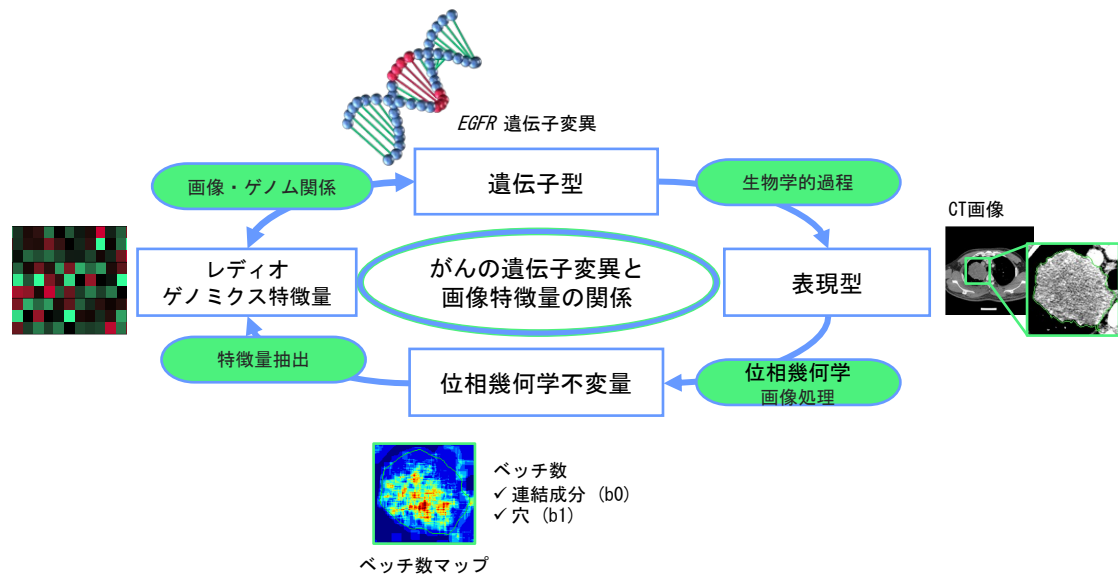 EGFR 遺伝子変異
画像・ゲノム関係
遺伝子型
生物学的過程
CT画像
レディオ
ゲノミクス特徴量
がんの遺伝子変異と
画像特徴量の関係
表現型
特徴量抽出
位相幾何学不変量
位相幾何学
画像処理
ベッチ数
✓ 連結成分 (b0)
✓ 穴 (b1)
ベッチ数マップ